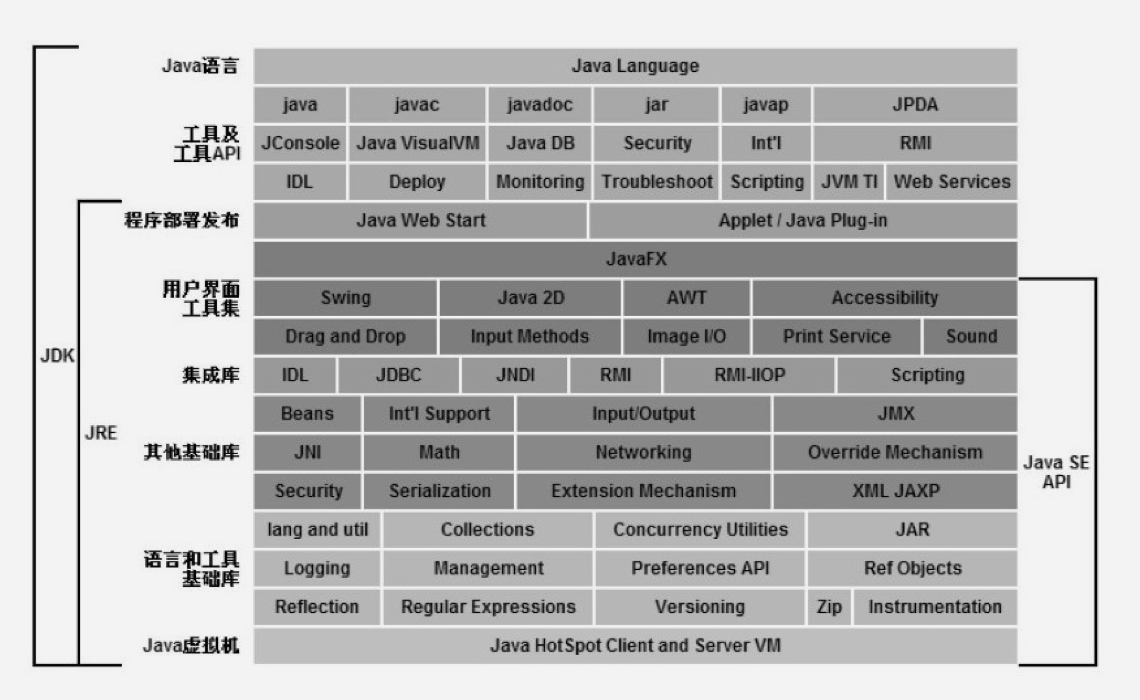 Java语言 Java Language
java javac javadoc jar javap JPDA
工具及
工具API
JConsole Java VisualVM Java DB Security Int'l RMI
IDL Deploy Monitoring Troubleshoot Scripting JVM TI Web Services
程序部署发布 Java Web Start Applet / Java Plug-in
JavaFX
用户界面
工具集
Swing Java 2D AWT Accessibility
Drag and Drop Input Methods Image I/O Print Service Sound
JDK
集成库 IDL JDBC JNDI RMI RMI-IIOP Scripting
Beans Int'l Support Input/Output JMX
JRE
其他基础库 JNI Math Networking Override Mechanism
Java SE
API
Security Serialization Extension Mechanism XML JAXP
lang and util Collections Concurrency Utilities JAR
语言和工具
基础库
Logging Management Preferences API Ref Objects
Reflection Regular Expressions Versioning Zip Instrumentation
Java虚拟机 Java HotSpot Client and Server VM